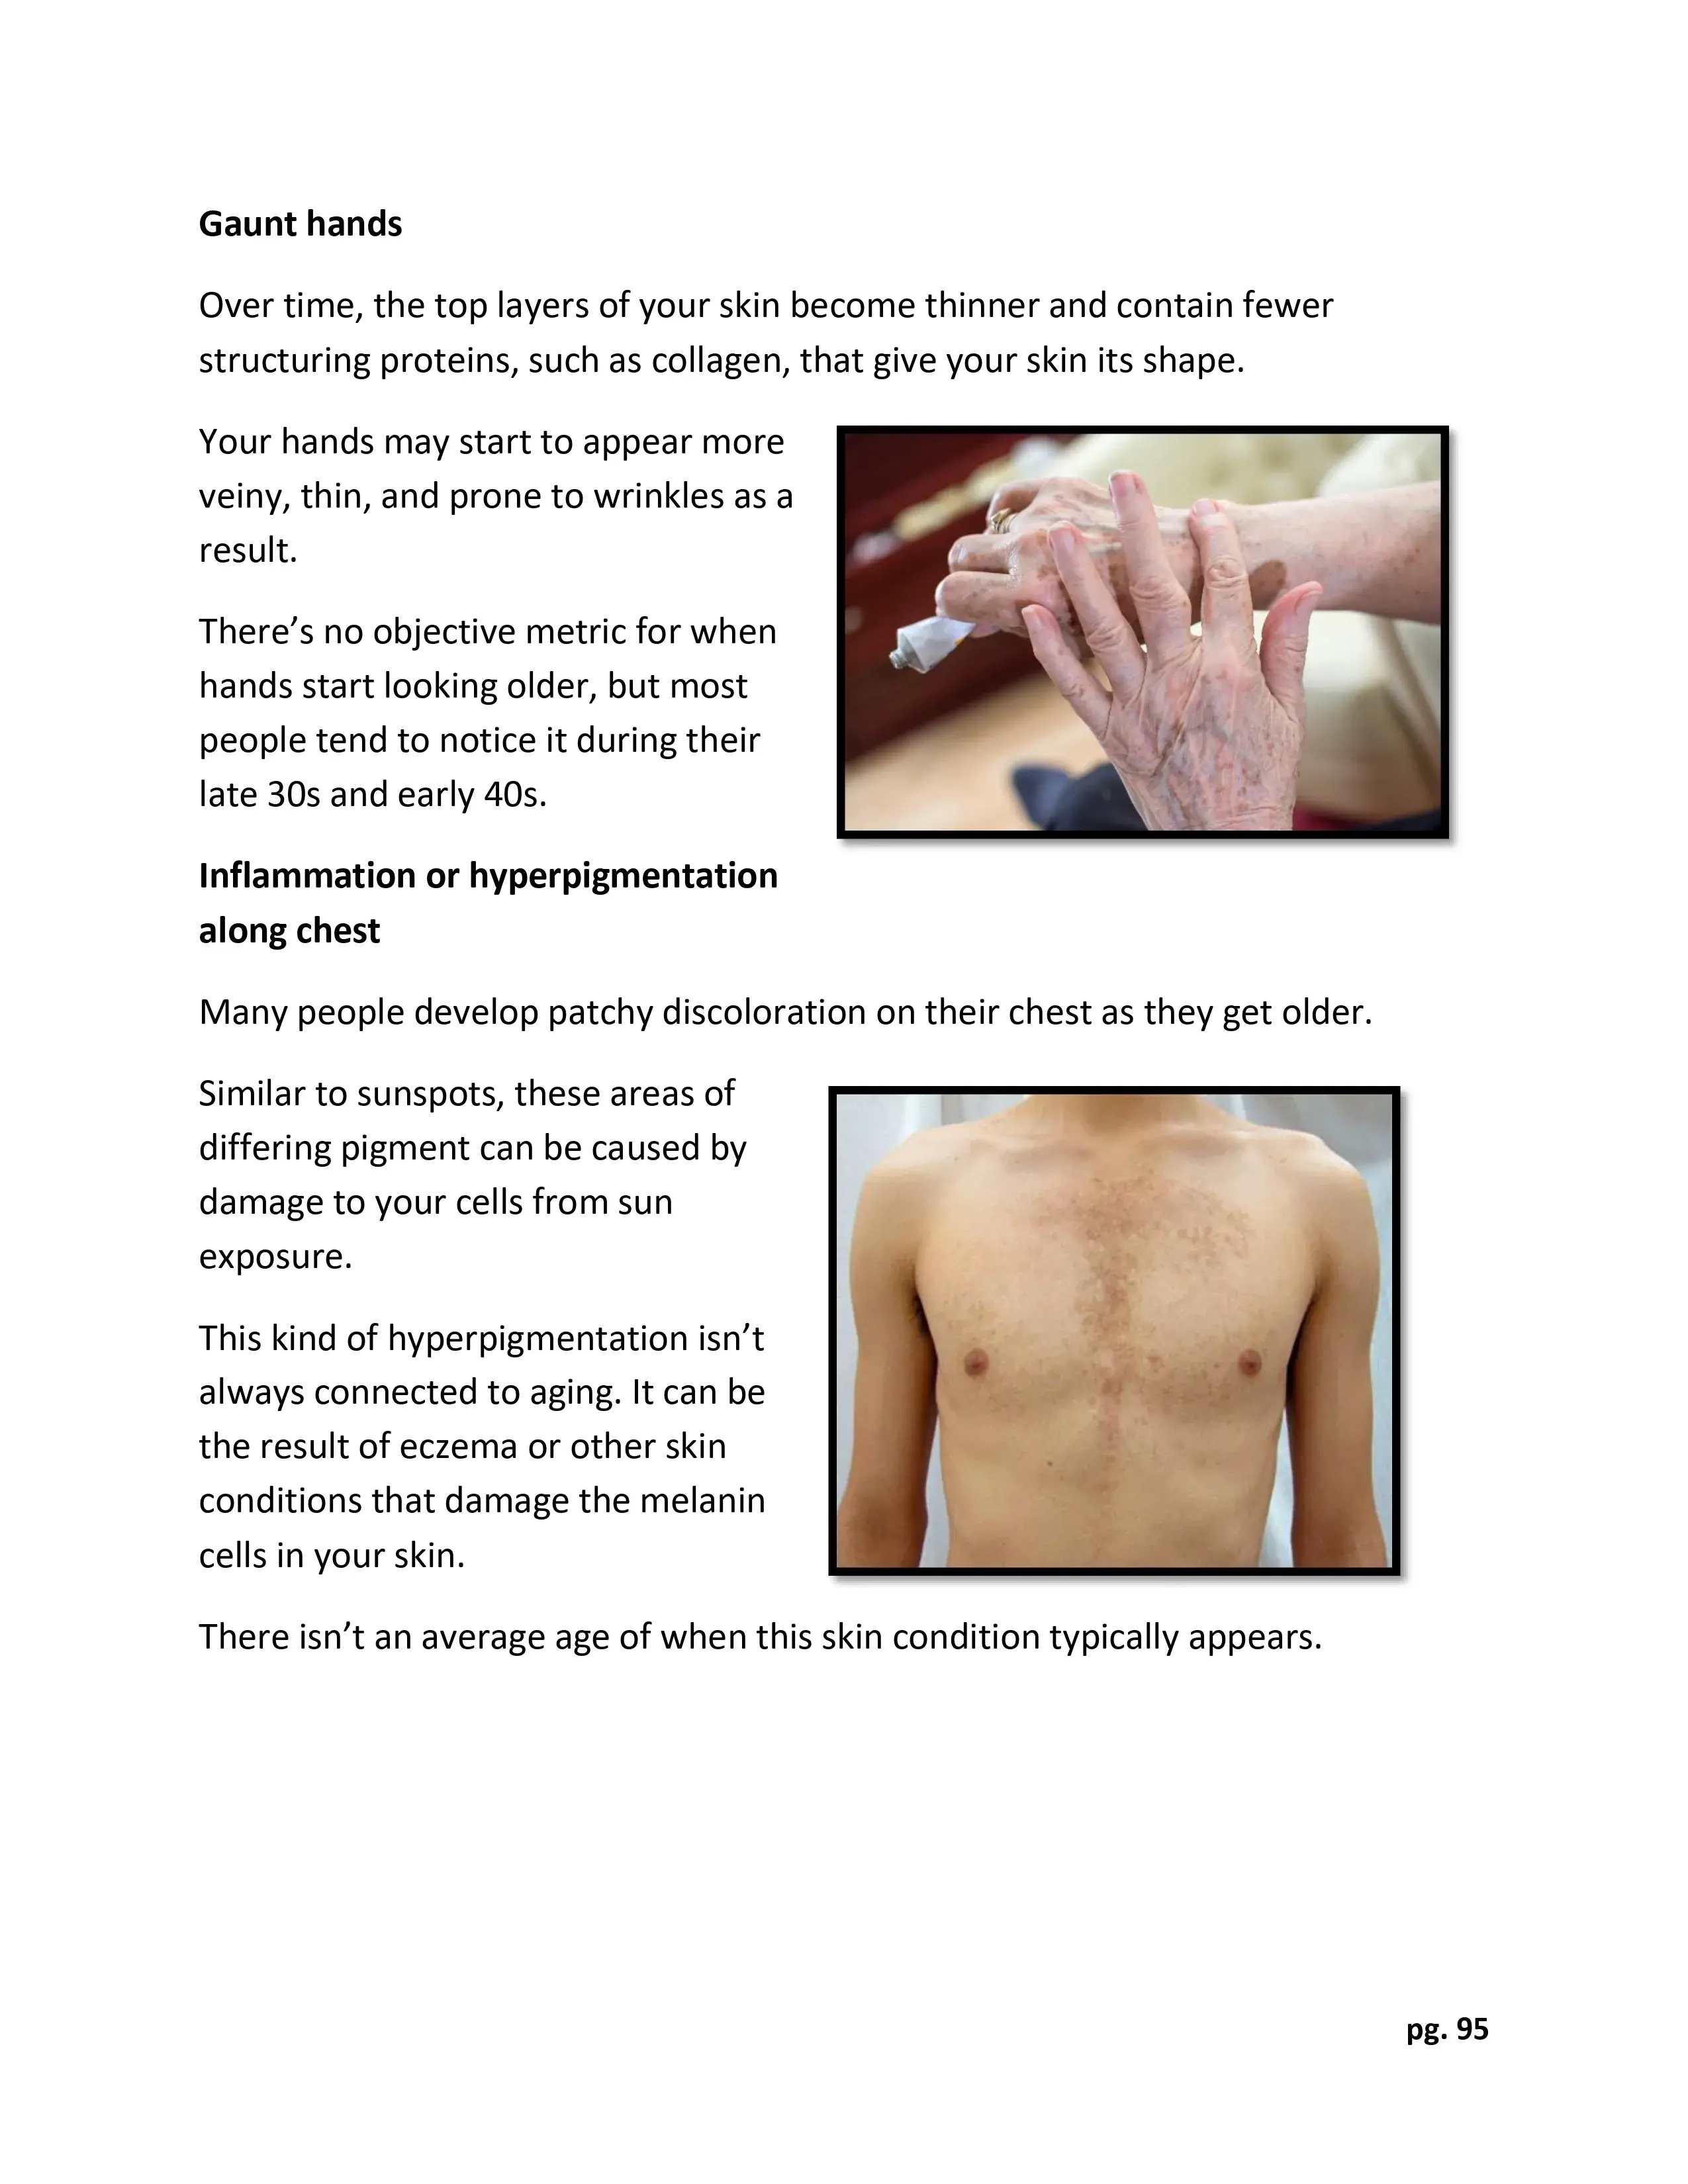 Gaunt hands
Over time, the top layers of your skin become thinner and contain fewer
structuring proteins, such as collagen, that give your skin its shape.
Your hands may start to appear more
veiny, thin, and prone to wrinkles as a
result.
There’s no objective metric for when
hands start looking older, but most
people tend to notice it during their
late 30s and early 40s.
Inflammation or hyperpigmentation
along chest
Many people develop patchy discoloration on their chest as they get older.
Similar to sunspots, these areas of
differing pigment can be caused by
damage to your cells from sun
exposure.
This kind of hyperpigmentation isn’t
always connected to aging. It can be
the result of eczema or other skin
conditions that damage the melanin
cells in your skin.
There isn’t an average age of when this skin condition typically appears.
pg. 95